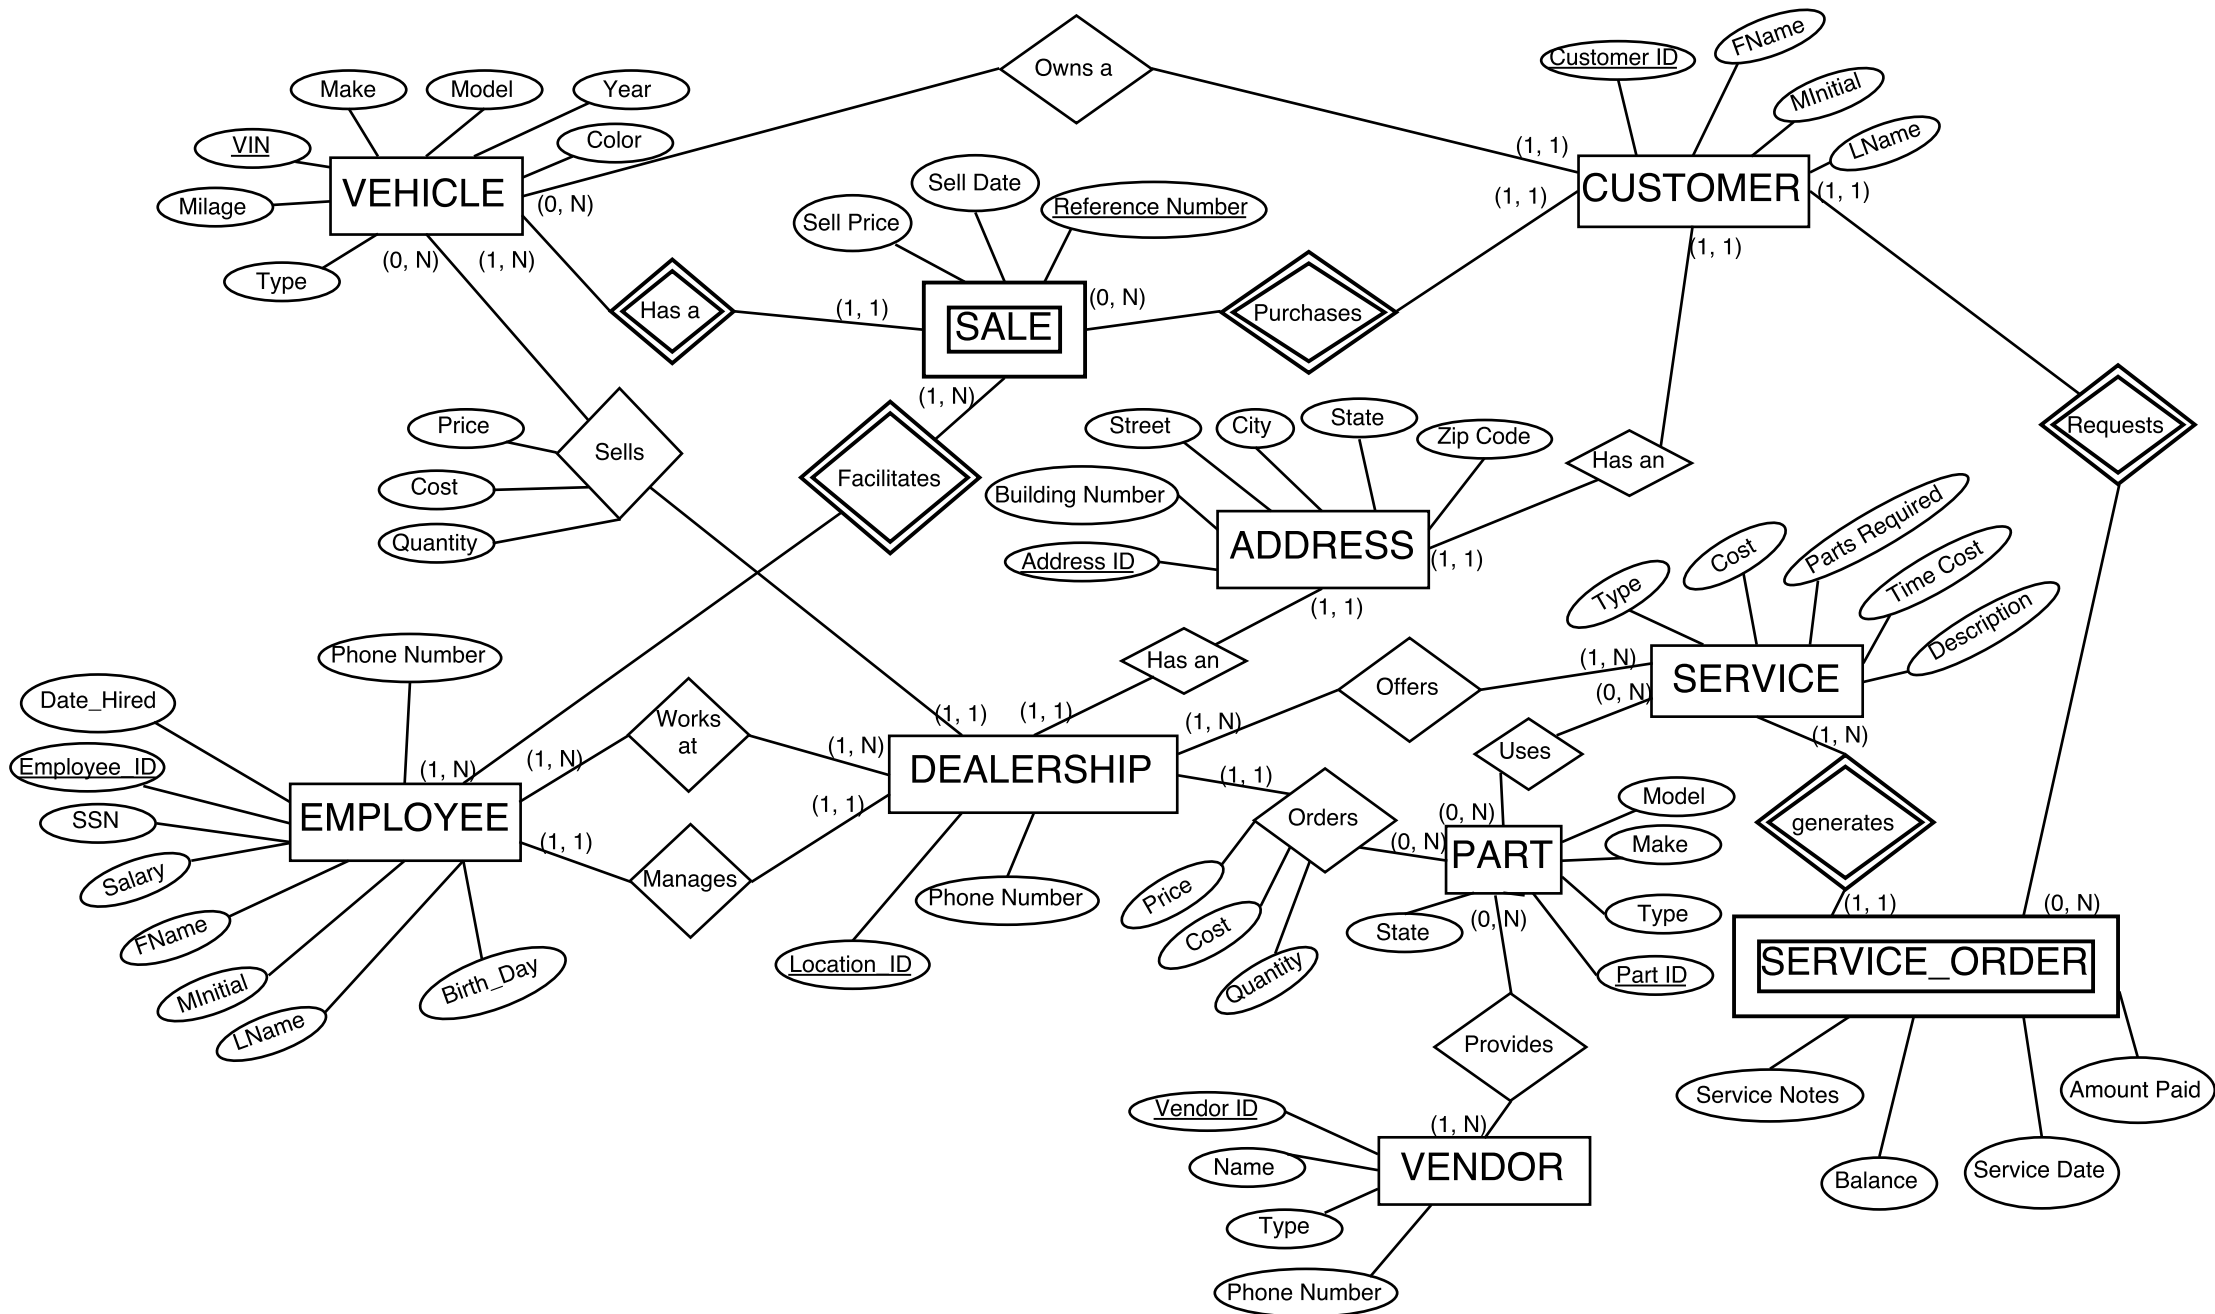 Owns a
Customer ID
FName
MInitial
LName
Make
Model
Year
Color
VIN
Milage
Type
VEHICLE
(0, N)
(0, N)
(1, N)
(1, 1)
(1, 1)
CUSTOMER
(1, 1)
(1, 1)
Sell Price
Sell Date
Reference Number
Has a
(1, 1)
SALE
(0, N)
Purchases
(1, N)
Requests
Price
Cost
Quantity
Sells
Facilitates
Street
City
State
Zip Code
Building Number
Address ID
ADDRESS
Has an
(1, 1)
(1, 1)
Type
Cost
Parts Required
Time Cost
Description
SERVICE
(1, N)
(0, N)
(1, N)
Phone Number
Date_Hired
Employee_ID
SSN
Salary
FName
MInitial
LName
Birth_Day
EMPLOYEE
(1, N)
(1, N)
(1, 1)
Works
at
Manages
(1, N)
(1, 1)
(1, 1)
(1, 1)
Has an
DEALERSHIP
(1, N)
(1, 1)
Phone Number
Location_ID
Offers
Uses
Orders
Price
Cost
Quantity
(0, N)
(0, N)
PART
(0, N)
Model
Make
Type
Part ID
State
generates
(1, 1)
(0, N)
SERVICE_ORDER
Service Notes
Balance
Service Date
Amount Paid
Provides
(1, N)
VENDOR
Vendor ID
Name
Type
Phone Number